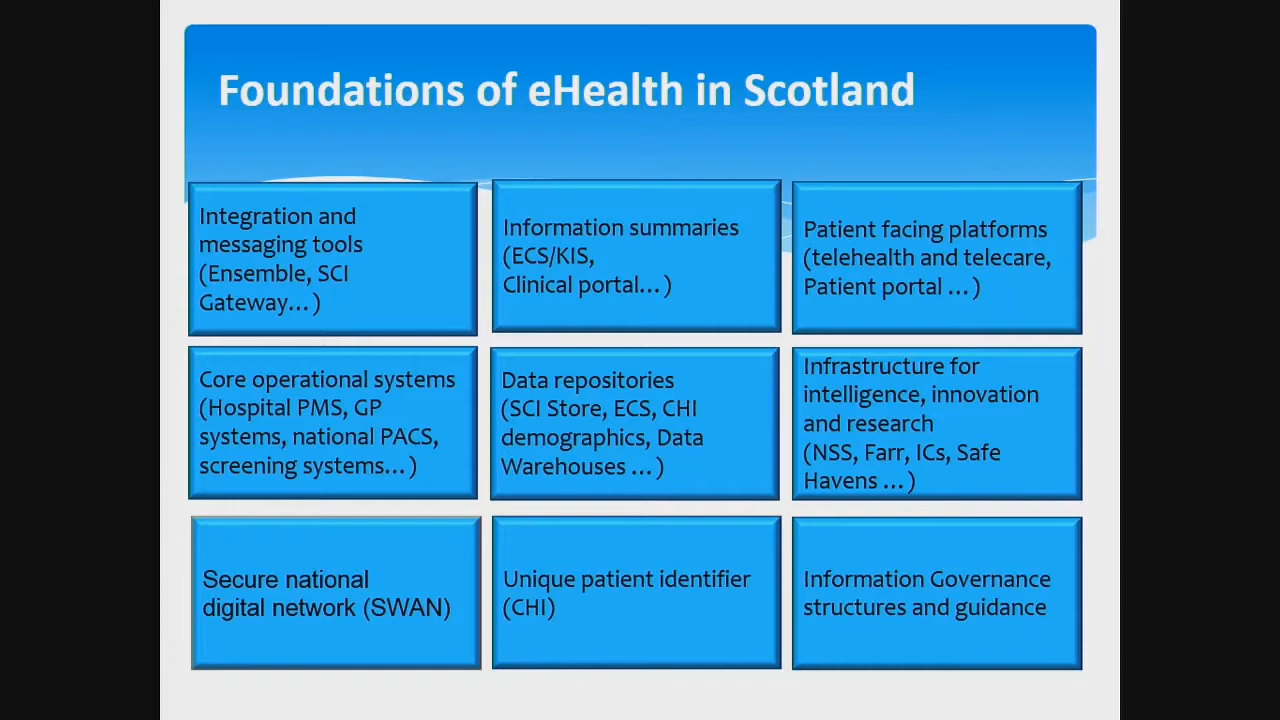 Foundations of eHealth in Scotland
Integration and
messaging tools
(Ensemble, SCI
Gateway…)
Information summaries
(ECS/KIS,
Clinical portal…)
Patient facing platforms
(telehealth and telecare,
Patient portal …)
Core operational systems
(Hospital PMS, GP
systems, national PACS,
screening systems…)
Data repositories
(SCI Store, ECS, CHI
demographics, Data
Warehouses …)
Infrastructure for
intelligence, innovation
and research
(NSS, Farr, ICs, Safe
Havens …)
Secure national
digital network (SWAN)
Unique patient identifier
(CHI)
Information Governance
structures and guidance